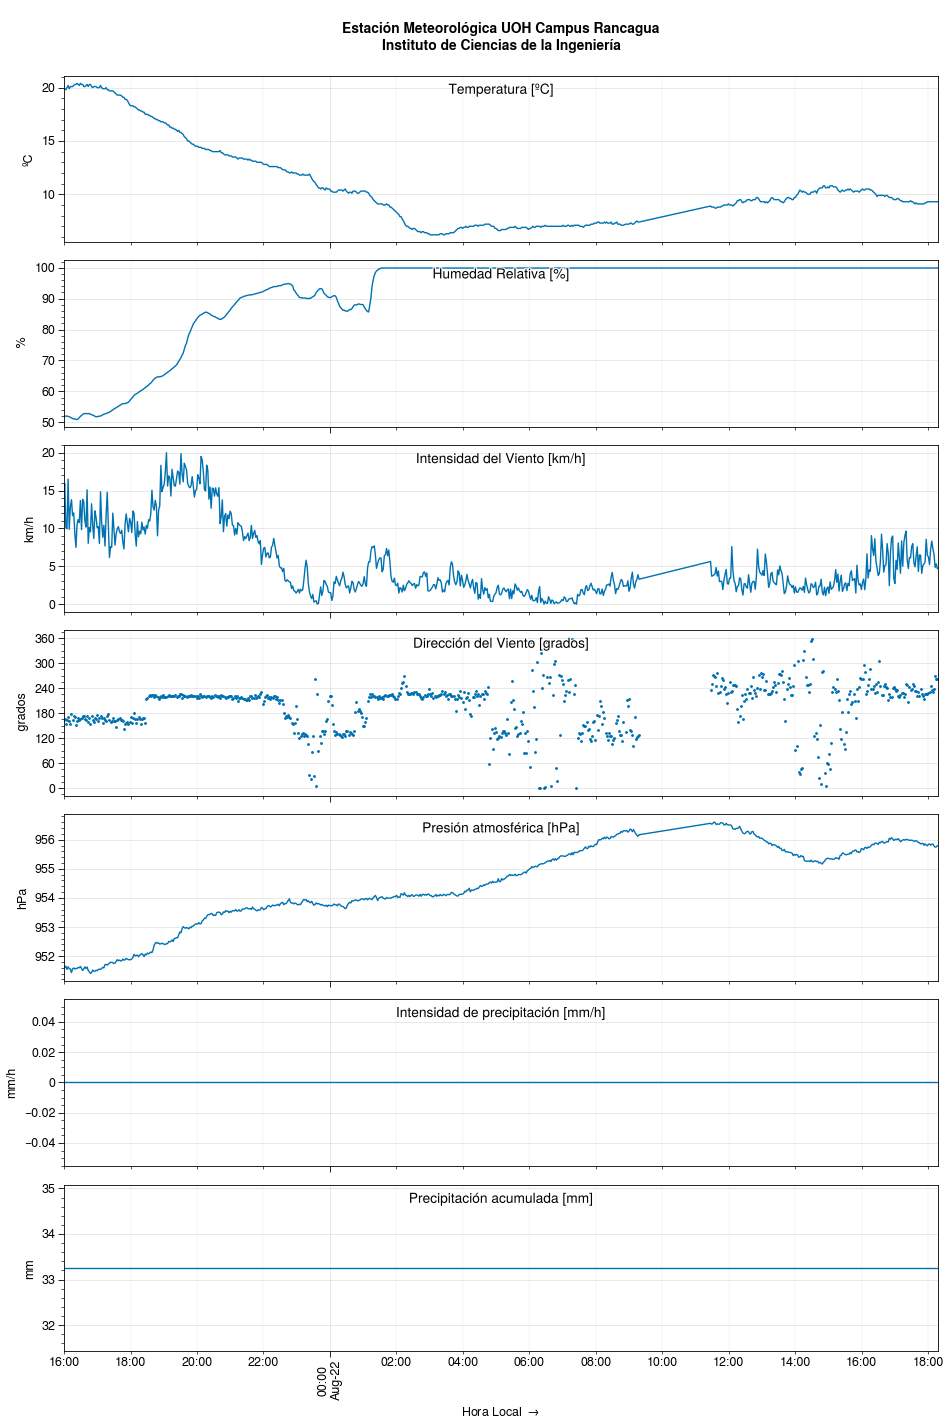 Estación Meteorológica UOH Campus Rancagua
Instituto de Ciencias de la Ingeniería
Temperatura [ºC]
ºC
20
15
10
Humedad Relativa [%]
%
100
90
80
70
60
50
Intensidad del Viento [km/h]
km/h
20
15
10
5
0
Dirección del Viento [grados]
grados
360
300
240
180
120
60
0
Presión atmosférica [hPa]
hPa
956
955
954
953
952
Intensidad de precipitación [mm/h]
mm/h
0.04
0.02
0
−0.02
−0.04
Precipitación acumulada [mm]
mm
35
34
33
32
16:00 18:00 20:00 22:00 00:00 02:00 04:00 06:00 08:00 10:00 12:00 14:00 16:00 18:00
Aug-22
Hora Local →